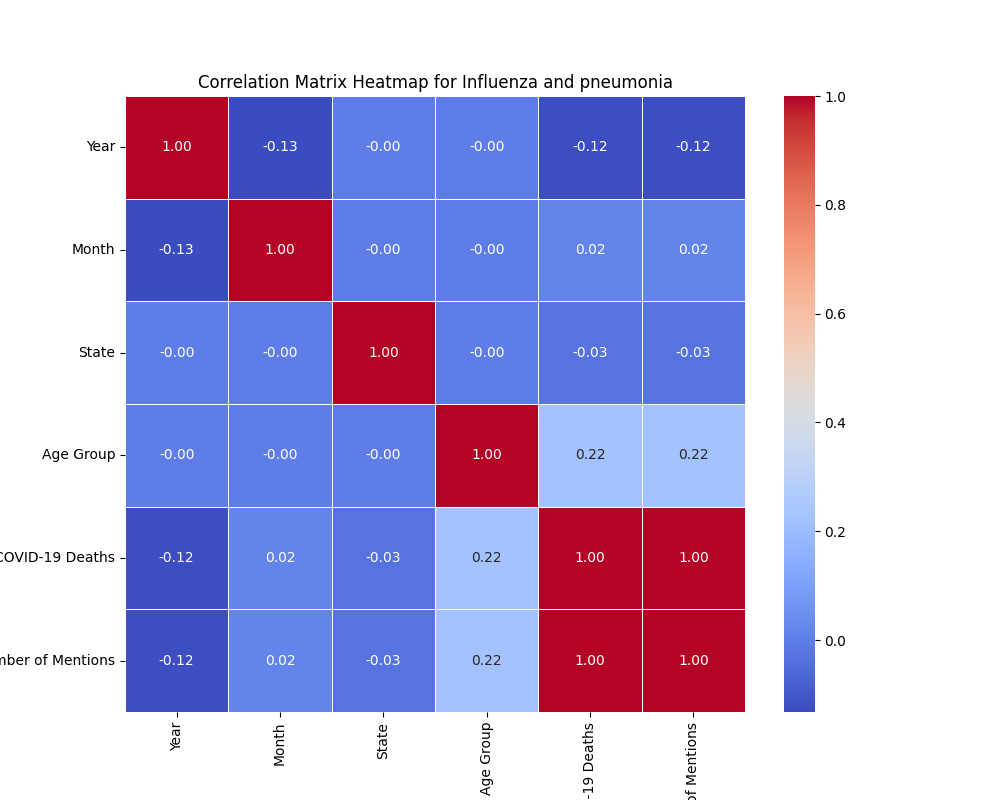 Correlation Matrix Heatmap for Influenza and pneumonia
Year 1.00 -0.13 -0.00 -0.00 -0.12 -0.12
Month -0.13 1.00 -0.00 -0.00 0.02 0.02
State -0.00 -0.00 1.00 -0.00 -0.03 -0.03
Age Group -0.00 -0.00 -0.00 1.00 0.22 0.22
COVID-19 Deaths -0.12 0.02 -0.03 0.22 1.00 1.00
mber of Mentions -0.12 0.02 -0.03 0.22 1.00 1.00
Year
Month
State
Age Group
-19 Deaths
of Mentions
1.0
0.8
0.6
0.4
0.2
0.0